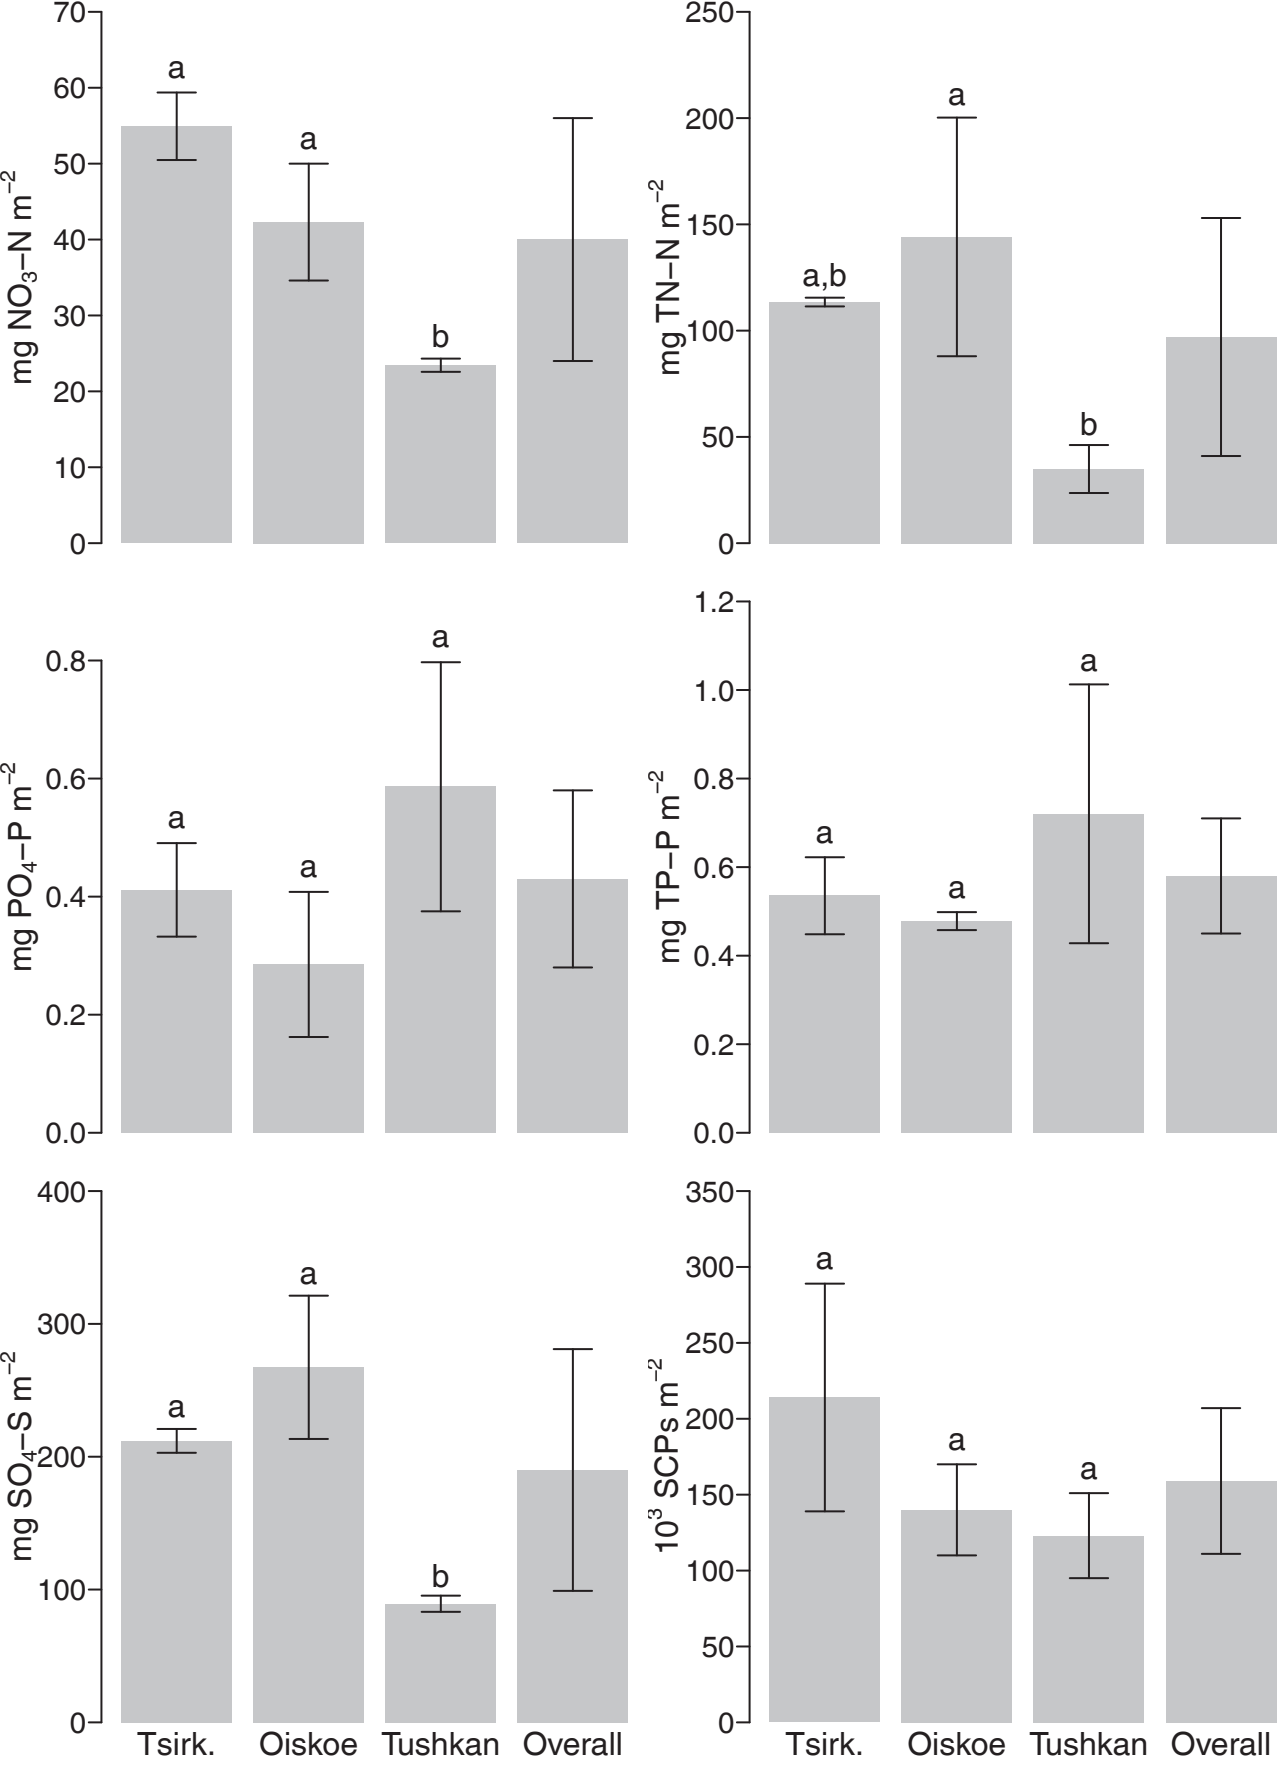 70
60
50
40
30
20
10
0
mg NO₃–N m⁻²
a
a
b
250
200
150
100
50
0
mg TN–N m⁻²
a,b
a
b
0.8
0.6
0.4
0.2
0.0
mg PO₄–P m⁻²
a
a
a
1.2
1.0
0.8
0.6
0.4
0.2
0.0
mg TP–P m⁻²
a
a
a
400
300
200
100
0
mg SO₄–S m⁻²
a
a
b
Tsirk. Oiskoe Tushkan Overall
350
300
250
200
150
100
50
0
10³ SCPs m⁻²
a
a
a
Tsirk. Oiskoe Tushkan Overall